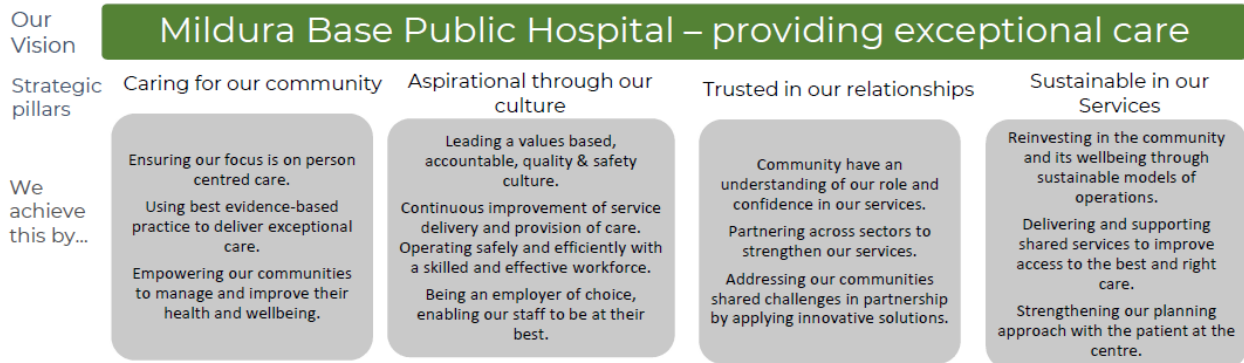 Our
Vision
Mildura Base Public Hospital – providing exceptional care
Strategic
pillars
Caring for our community
Aspirational through our
culture
Trusted in our relationships
Sustainable in our
Services
We
achieve
this by...
Ensuring our focus is on person
centred care.
Using best evidence-based
practice to deliver exceptional
care.
Empowering our communities
to manage and improve their
health and wellbeing.
Leading a values based,
accountable, quality & safety
culture.
Continuous improvement of service
delivery and provision of care.
Operating safely and efficiently with
a skilled and effective workforce.
Being an employer of choice,
enabling our staff to be at their
best.
Community have an
understanding of our role and
confidence in our services.
Partnering across sectors to
strengthen our services.
Addressing our communities
shared challenges in partnership
by applying innovative solutions.
Reinvesting in the community
and its wellbeing through
sustainable models of
operations.
Delivering and supporting
shared services to improve
access to the best and right
care.
Strengthening our planning
approach with the patient at the
centre.